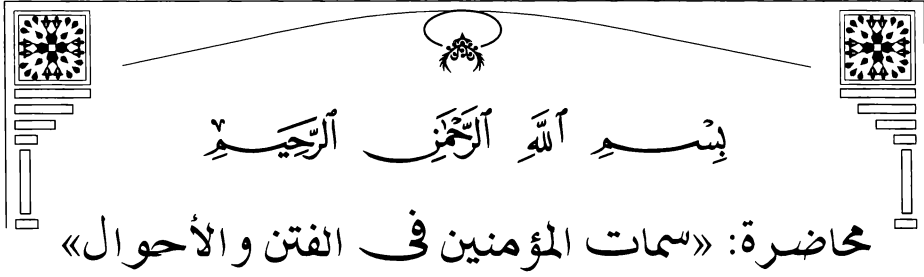 بِسْمِ ٱللَّهِ ٱلرَّحْمَٰنِ ٱلرَّحِيمِ
محاضرة: «سمات المؤمنين في الفتن والأحوال»